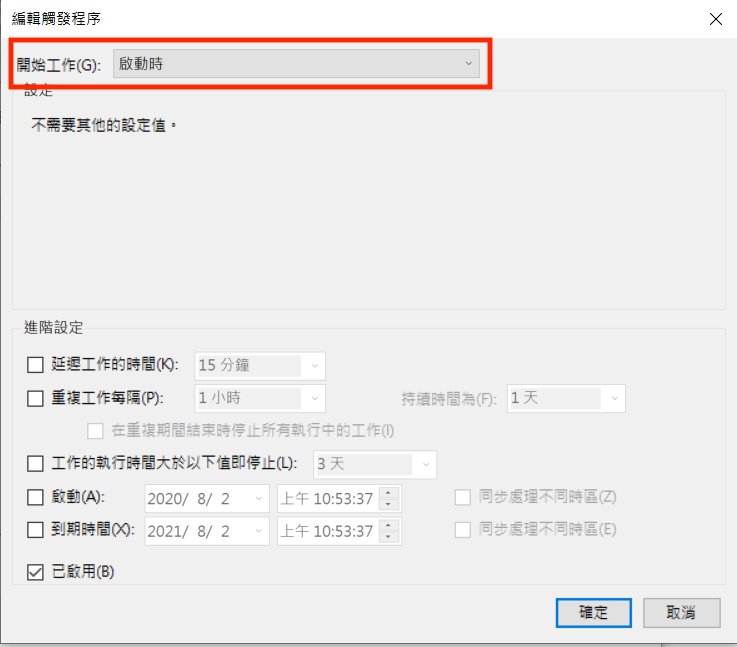 編輯觸發程序
開始工作(G): 啟動時
設定
不需要其他的設定值。
進階設定
延遲工作的時間(K): 15 分鐘
重複工作每隔(P): 1 小時 持續時間為(F): 1 天
在重複期間結束時停止所有執行中的工作(I)
工作的執行時間大於以下值即停止(L): 3 天
啟動(A): 2020/ 8/ 2 上午 10:53:37 同步處理不同時區(Z)
到期時間(X): 2021/ 8/ 2 上午 10:53:37 同步處理不同時區(E)
已啟用(B)
確定 取消